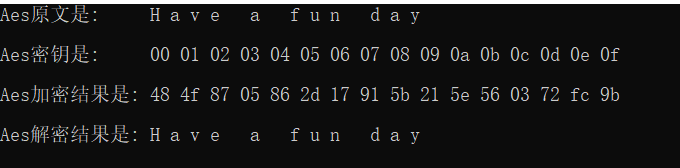 Aes原文是: H a v e   a   f u n   d a y
Aes密钥是: 00 01 02 03 04 05 06 07 08 09 0a 0b 0c 0d 0e 0f
Aes加密结果是: 48 4f 87 05 86 2d 17 91 5b 21 5e 56 03 72 fc 9b
Aes解密结果是: H a v e   a   f u n   d a y